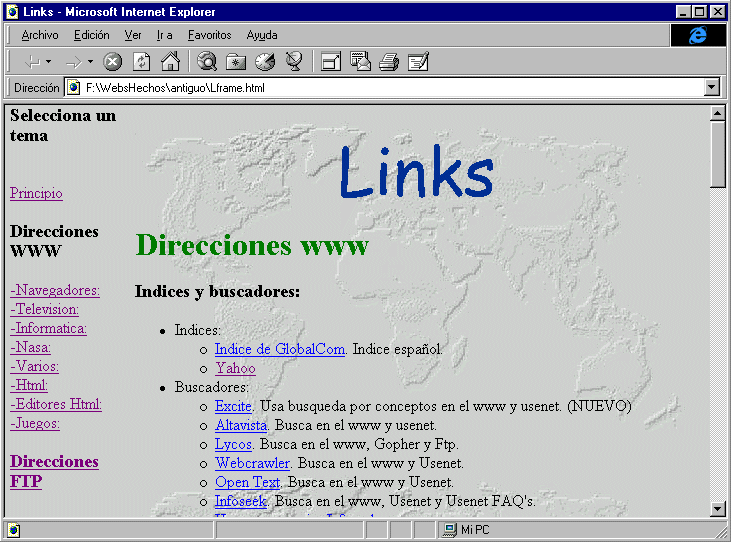 Links - Microsoft Internet Explorer
Archivo Edición Ver Ir a Favoritos Ayuda
Dirección F:\WebsHechos\antiguo\Lframe.html
Selecciona un
tema
Principio
Direcciones
WWW
-Navegadores:
-Television:
-Informatica:
-Nasa:
-Varios:
-Html:
-Editores Html:
-Juegos:
Direcciones
FTP
Links
Direcciones www
Indices y buscadores:
Indices:
Indice de GlobalCom. Indice español.
Yahoo
Buscadores:
Excite. Usa busqueda por conceptos en el www y usenet. (NUEVO)
Altavista. Busca en el www y usenet.
Lycos. Busca en el www, Gopher y Ftp.
Webcrawler. Busca en el www y Usenet.
Open Text. Busca en el www y Usenet.
Infoseek. Busca en el www, Usenet y Usenet FAQ's.
Mi PC